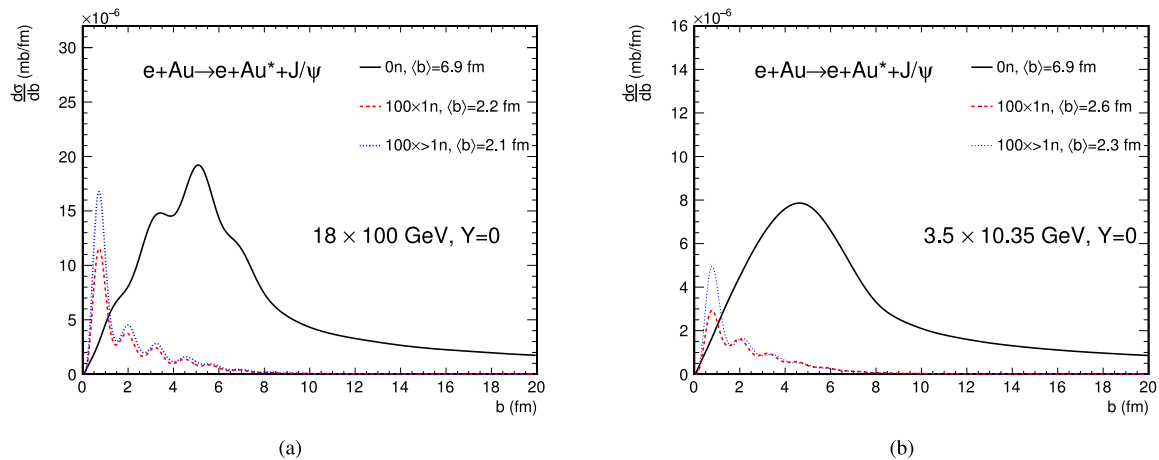 ×10⁻⁶
dσ/db (mb/fm)
e+Au→e+Au*+J/ψ
0n, ⟨b⟩=6.9 fm
100×1n, ⟨b⟩=2.2 fm
100×>1n, ⟨b⟩=2.1 fm
18 × 100 GeV, Y=0
30
25
20
15
10
5
0
0 2 4 6 8 10 12 14 16 18 20
b (fm)
(a)
×10⁻⁶
dσ/db (mb/fm)
e+Au→e+Au*+J/ψ
0n, ⟨b⟩=6.9 fm
100×1n, ⟨b⟩=2.6 fm
100×>1n, ⟨b⟩=2.3 fm
3.5 × 10.35 GeV, Y=0
16
14
12
10
8
6
4
2
0
0 2 4 6 8 10 12 14 16 18 20
b (fm)
(b)